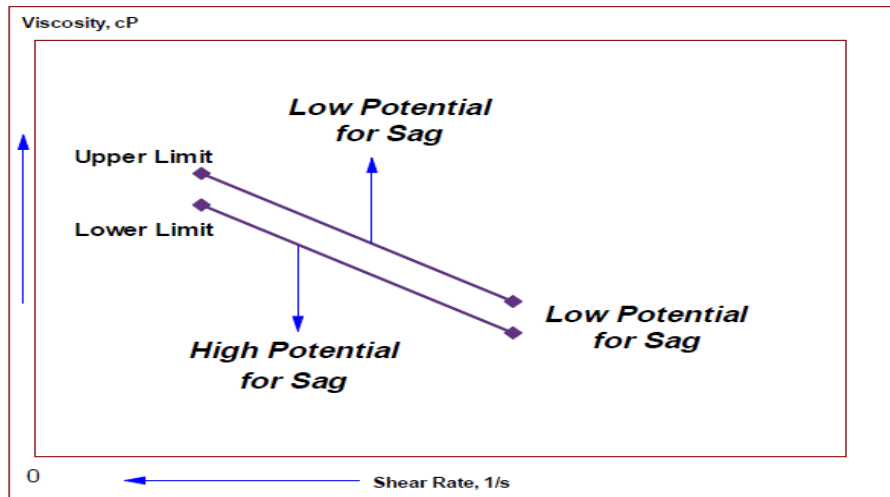 Viscosity, cP
Low Potential
for Sag
Upper Limit
Lower Limit
Low Potential
for Sag
High Potential
for Sag
0
Shear Rate, 1/s